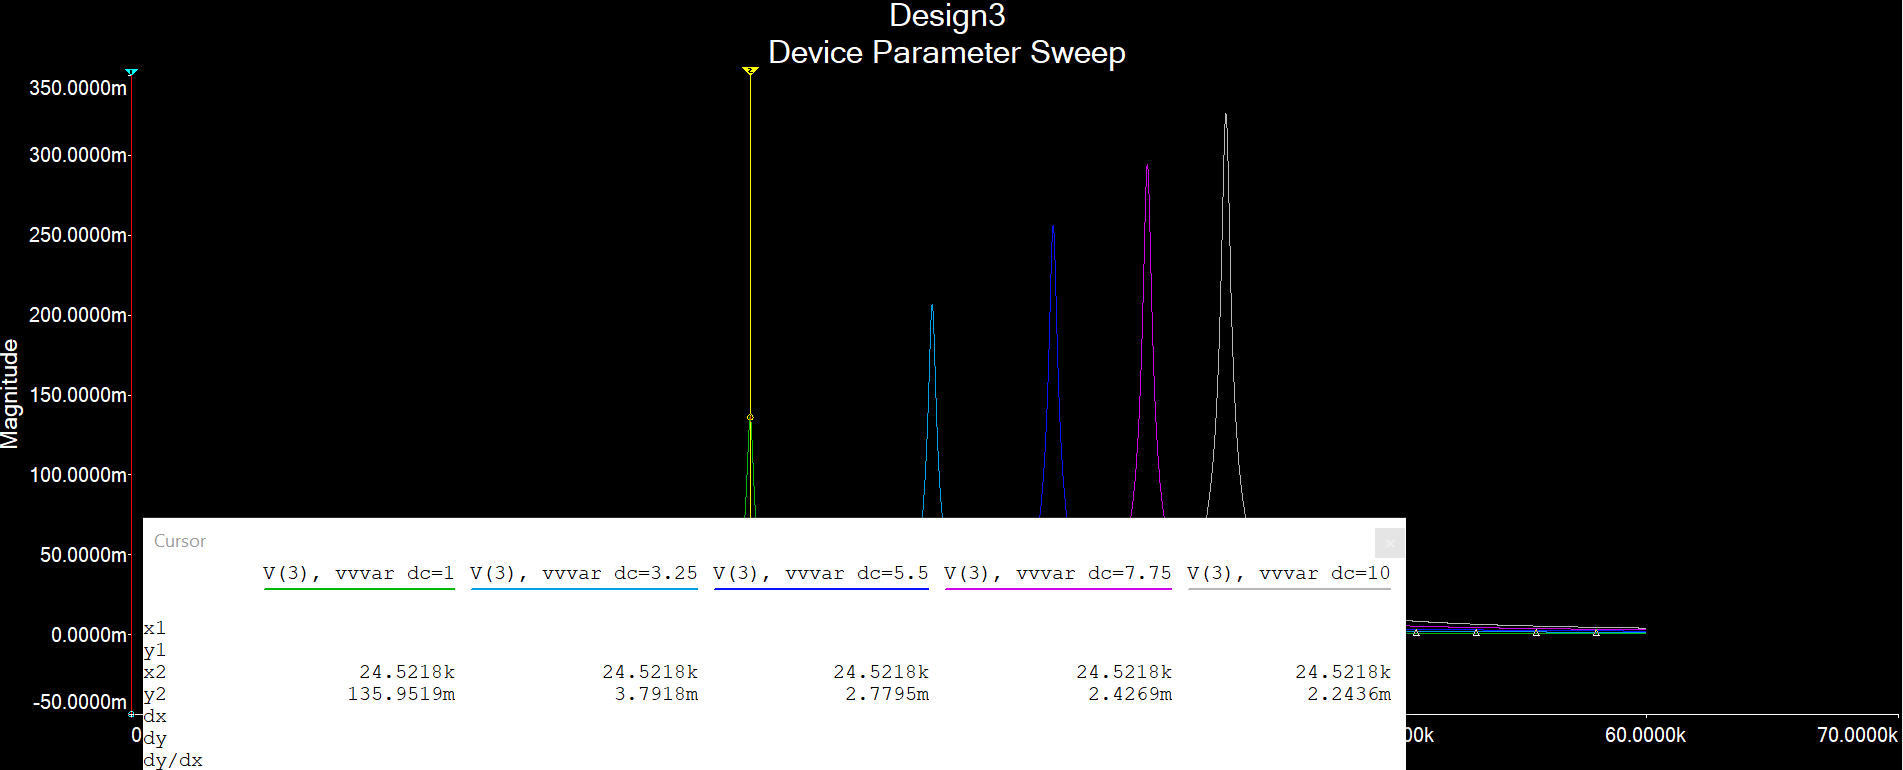 Design3
Device Parameter Sweep
1
2
350.0000m
300.0000m
250.0000m
200.0000m
150.0000m
100.0000m
50.0000m
0.0000m
-50.0000m
Magnitude
Cursor
V(3), vvvar dc=1 V(3), vvvar dc=3.25 V(3), vvvar dc=5.5 V(3), vvvar dc=7.75 V(3), vvvar dc=10
x1
y1
x2 24.5218k 24.5218k 24.5218k 24.5218k 24.5218k
y2 135.9519m 3.7918m 2.7795m 2.4269m 2.2436m
dx
dy
dy/dx
0 00k 60.0000k 70.0000k